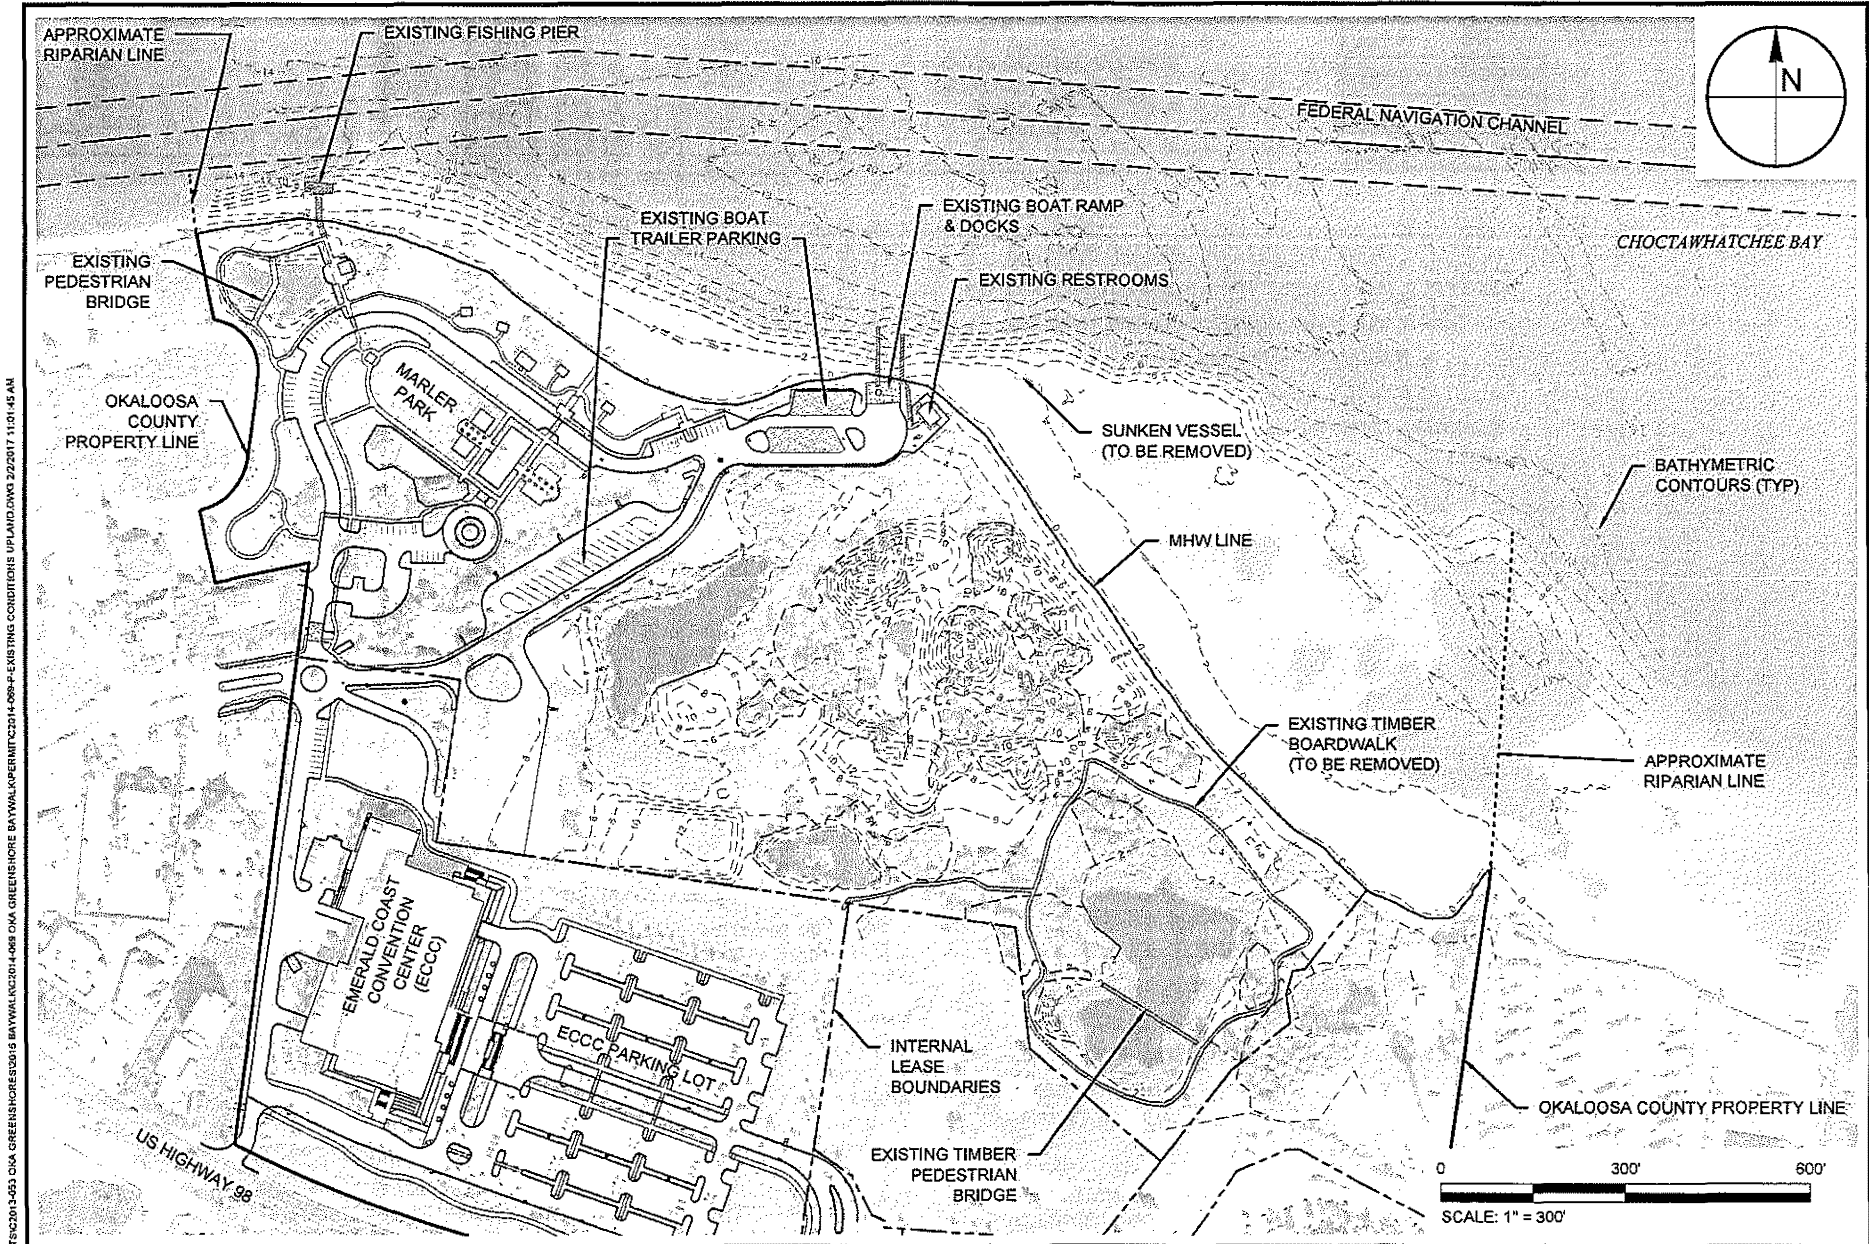 APPROXIMATE
RIPARIAN LINE
EXISTING FISHING PIER
N
FEDERAL NAVIGATION CHANNEL
CHOCTAWHATCHEE BAY
EXISTING BOAT
TRAILER PARKING
EXISTING BOAT RAMP
& DOCKS
EXISTING
PEDESTRIAN
BRIDGE
EXISTING RESTROOMS
MARLER
PARK
OKALOOSA
COUNTY
PROPERTY LINE
SUNKEN VESSEL
(TO BE REMOVED)
BATHYMETRIC
CONTOURS (TYP)
MHW LINE
EXISTING TIMBER
BOARDWALK
(TO BE REMOVED)
APPROXIMATE
RIPARIAN LINE
EMERALD COAST
CONVENTION
CENTER
(ECCC)
ECCC PARKING LOT
INTERNAL
LEASE
BOUNDARIES
OKALOOSA COUNTY PROPERTY LINE
EXISTING TIMBER
PEDESTRIAN
BRIDGE
US HIGHWAY 98
0 300' 600'
SCALE: 1" = 300'